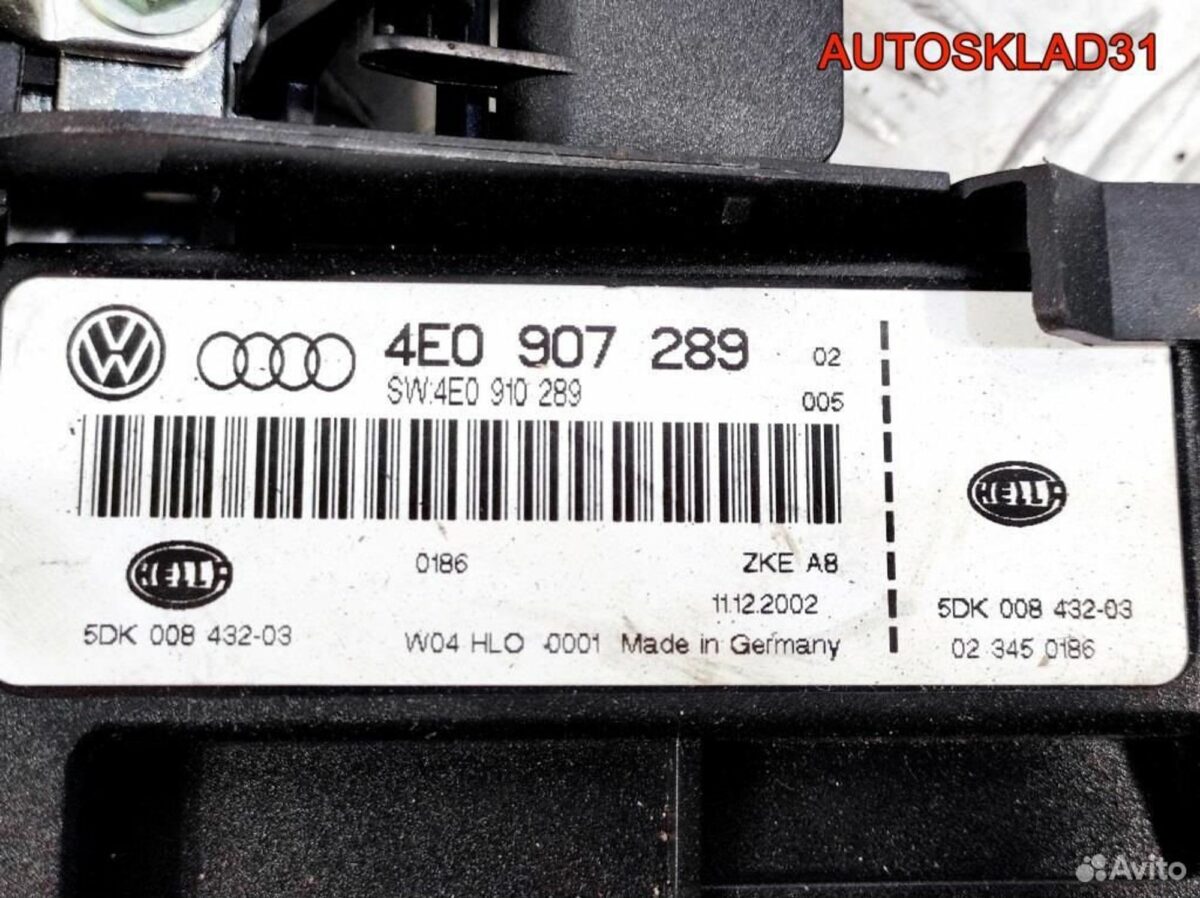 AUTOSKLAD31
4E0 907 289 02
SW:4E0 910 289 005
HELLA
HELLA
0186 ZKE A8
11.12.2002
5DK 008 432-03
5DK 008 432-03
W04 HLO .0001 Made in Germany
02 345 0186
Avito